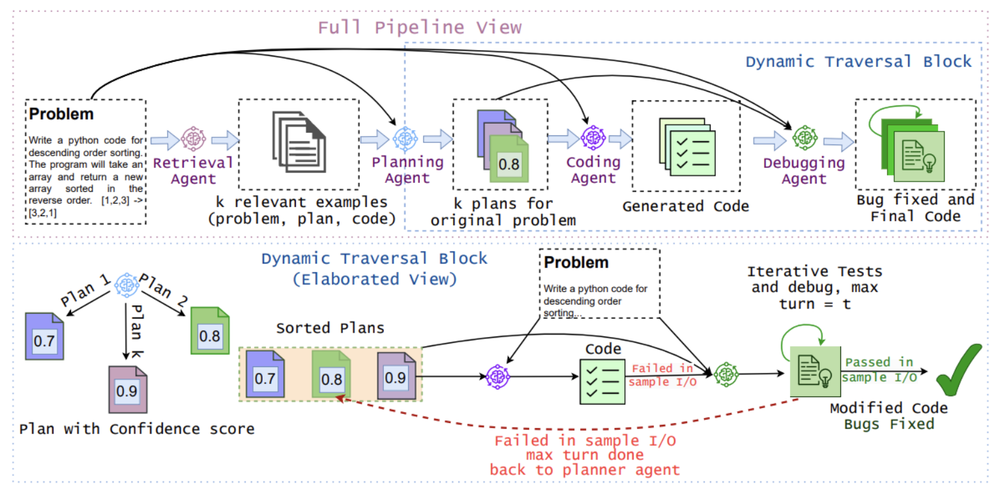 Full Pipeline View
Dynamic Traversal Block
Problem
Write a python code for
descending order sorting.
The program will take an
array and return a new
array sorted in the
reverse order. [1,2,3] ->
[3,2,1]
Retrieval
Agent
k relevant examples
(problem, plan, code)
Planning
Agent
0.8
k plans for
original problem
Coding
Agent
Generated Code
Debugging
Agent
Bug fixed and
Final Code
Dynamic Traversal Block
(Elaborated View)
Plan 1
Plan 2
Plan k
0.7
0.8
0.9
Plan with Confidence score
Sorted Plans
0.7
0.8
0.9
Problem
Write a python code for
descending order
sorting...
Code
Failed in
sample I/O
Iterative Tests
and debug, max
turn = t
Passed in
sample I/O
Modified Code
Bugs Fixed
Failed in sample I/O
max turn done
back to planner agent